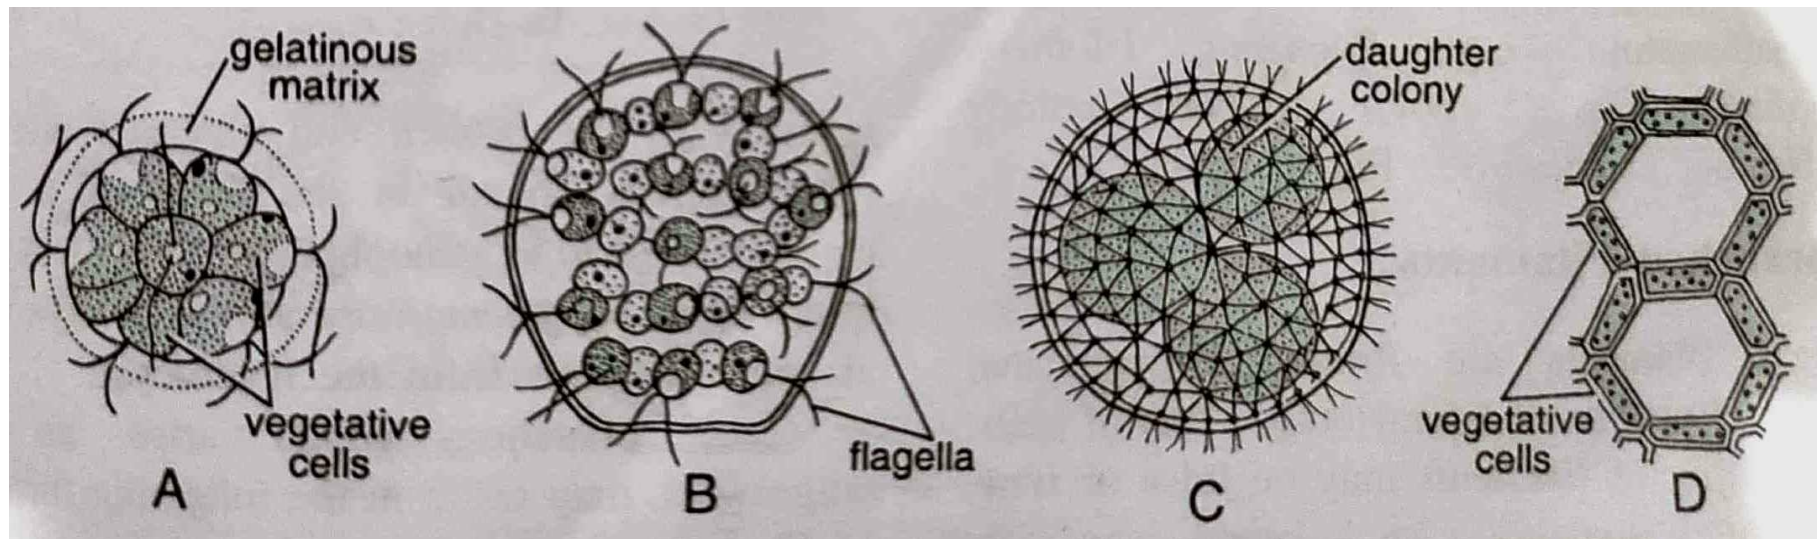 gelatinous
matrix
vegetative
cells
A
B
flagella
daughter
colony
C
vegetative
cells
D